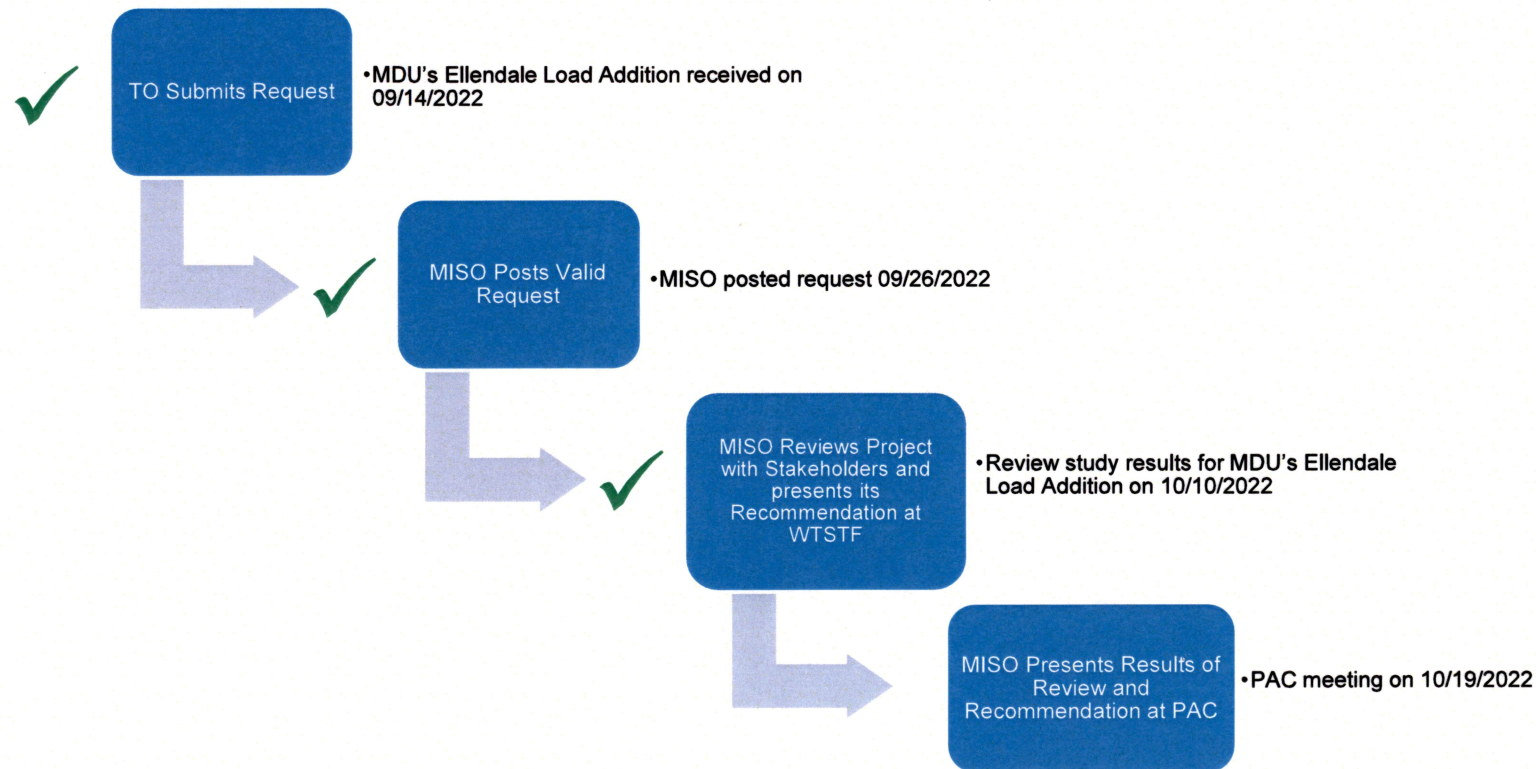 TO Submits Request
•MDU's Ellendale Load Addition received on
09/14/2022
MISO Posts Valid
Request
•MISO posted request 09/26/2022
MISO Reviews Project
with Stakeholders and
presents its
Recommendation at
WTSTF
•Review study results for MDU's Ellendale
Load Addition on 10/10/2022
MISO Presents Results of
Review and
Recommendation at PAC
•PAC meeting on 10/19/2022